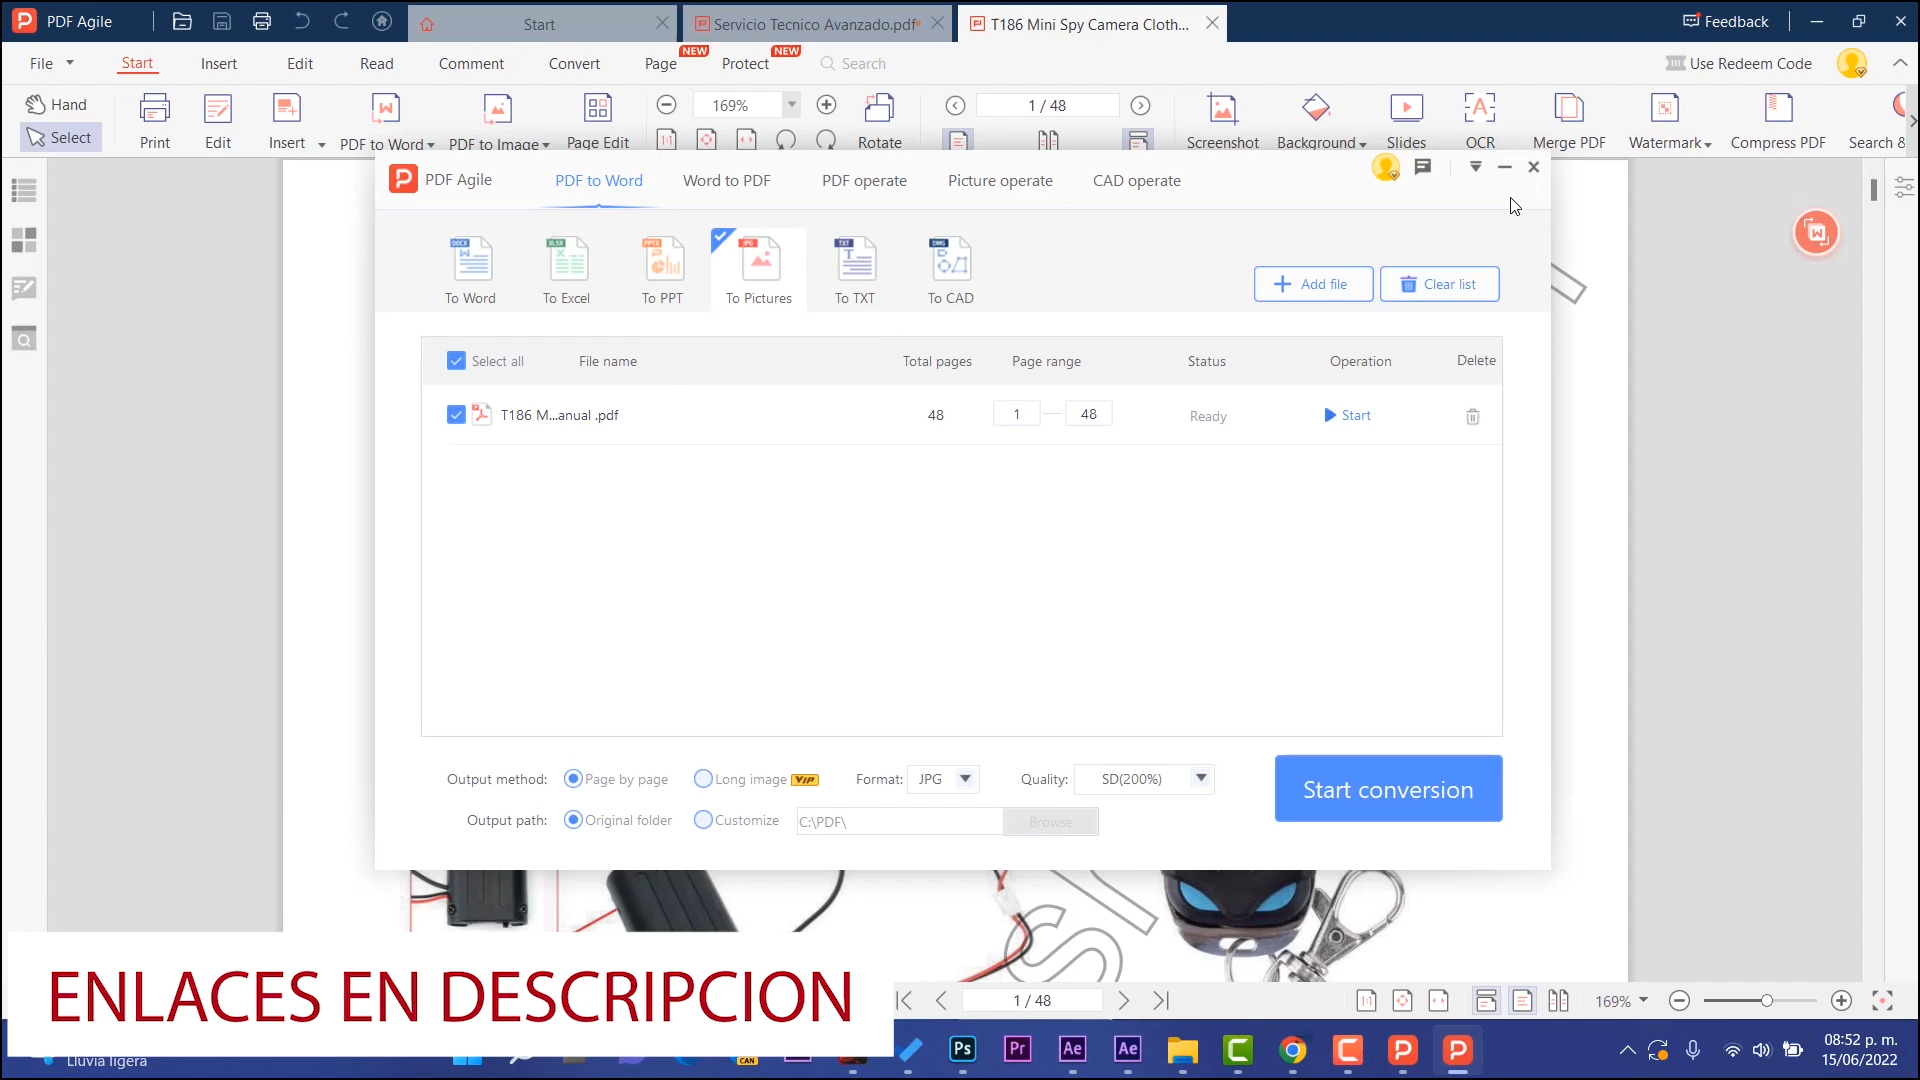 PDF Agile
Start
Servicio Tecnico Avanzado.pdf*
T186 Mini Spy Camera Cloth...
Feedback
File
Start
Insert
Edit
Read
Comment
Convert
Page
NEW
Protect
NEW
Search
Use Redeem Code
Hand
Select
Print
Edit
Insert
PDF to Word
PDF to Image
Page Edit
169%
1 / 48
Rotate
Screenshot
Background
Slides
OCR
Merge PDF
Watermark
Compress PDF
Search &
PDF Agile
PDF to Word
Word to PDF
PDF operate
Picture operate
CAD operate
To Word
To Excel
To PPT
To Pictures
To TXT
To CAD
Add file
Clear list
Select all
File name
Total pages
Page range
Status
Operation
Delete
T186 M...anual .pdf
48
1
48
Ready
Start
Output method:
Page by page
Long image
VIP
Format:
JPG
Quality:
SD(200%)
Start conversion
Output path:
Original folder
Customize
C:\PDF\
Browse
ENLACES EN DESCRIPCION
1 / 48
169%
Lluvia ligera
Ps
Pr
Ae
Ae
08:52 p. m.
15/06/2022